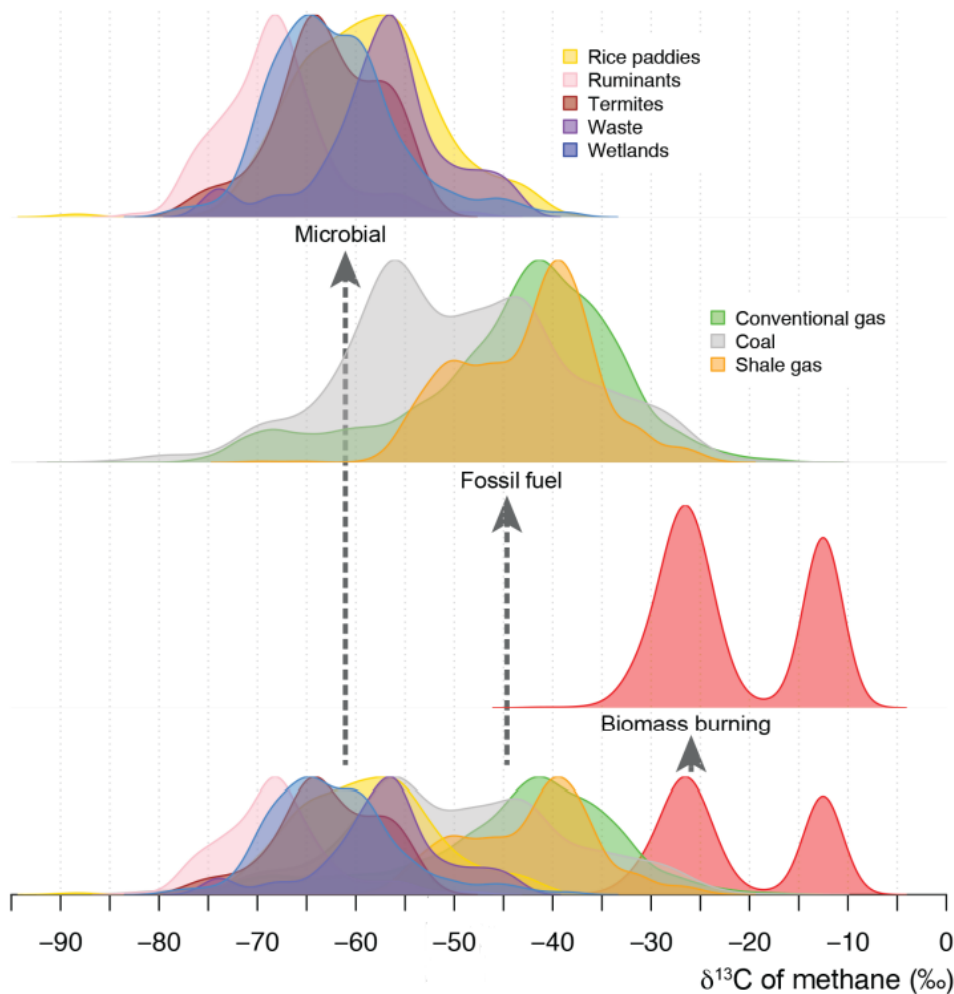 Rice paddies
Ruminants
Termites
Waste
Wetlands
Microbial
Conventional gas
Coal
Shale gas
Fossil fuel
Biomass burning
−90 −80 −70 −60 −50 −40 −30 −20 −10 0
δ¹³C of methane (‰)